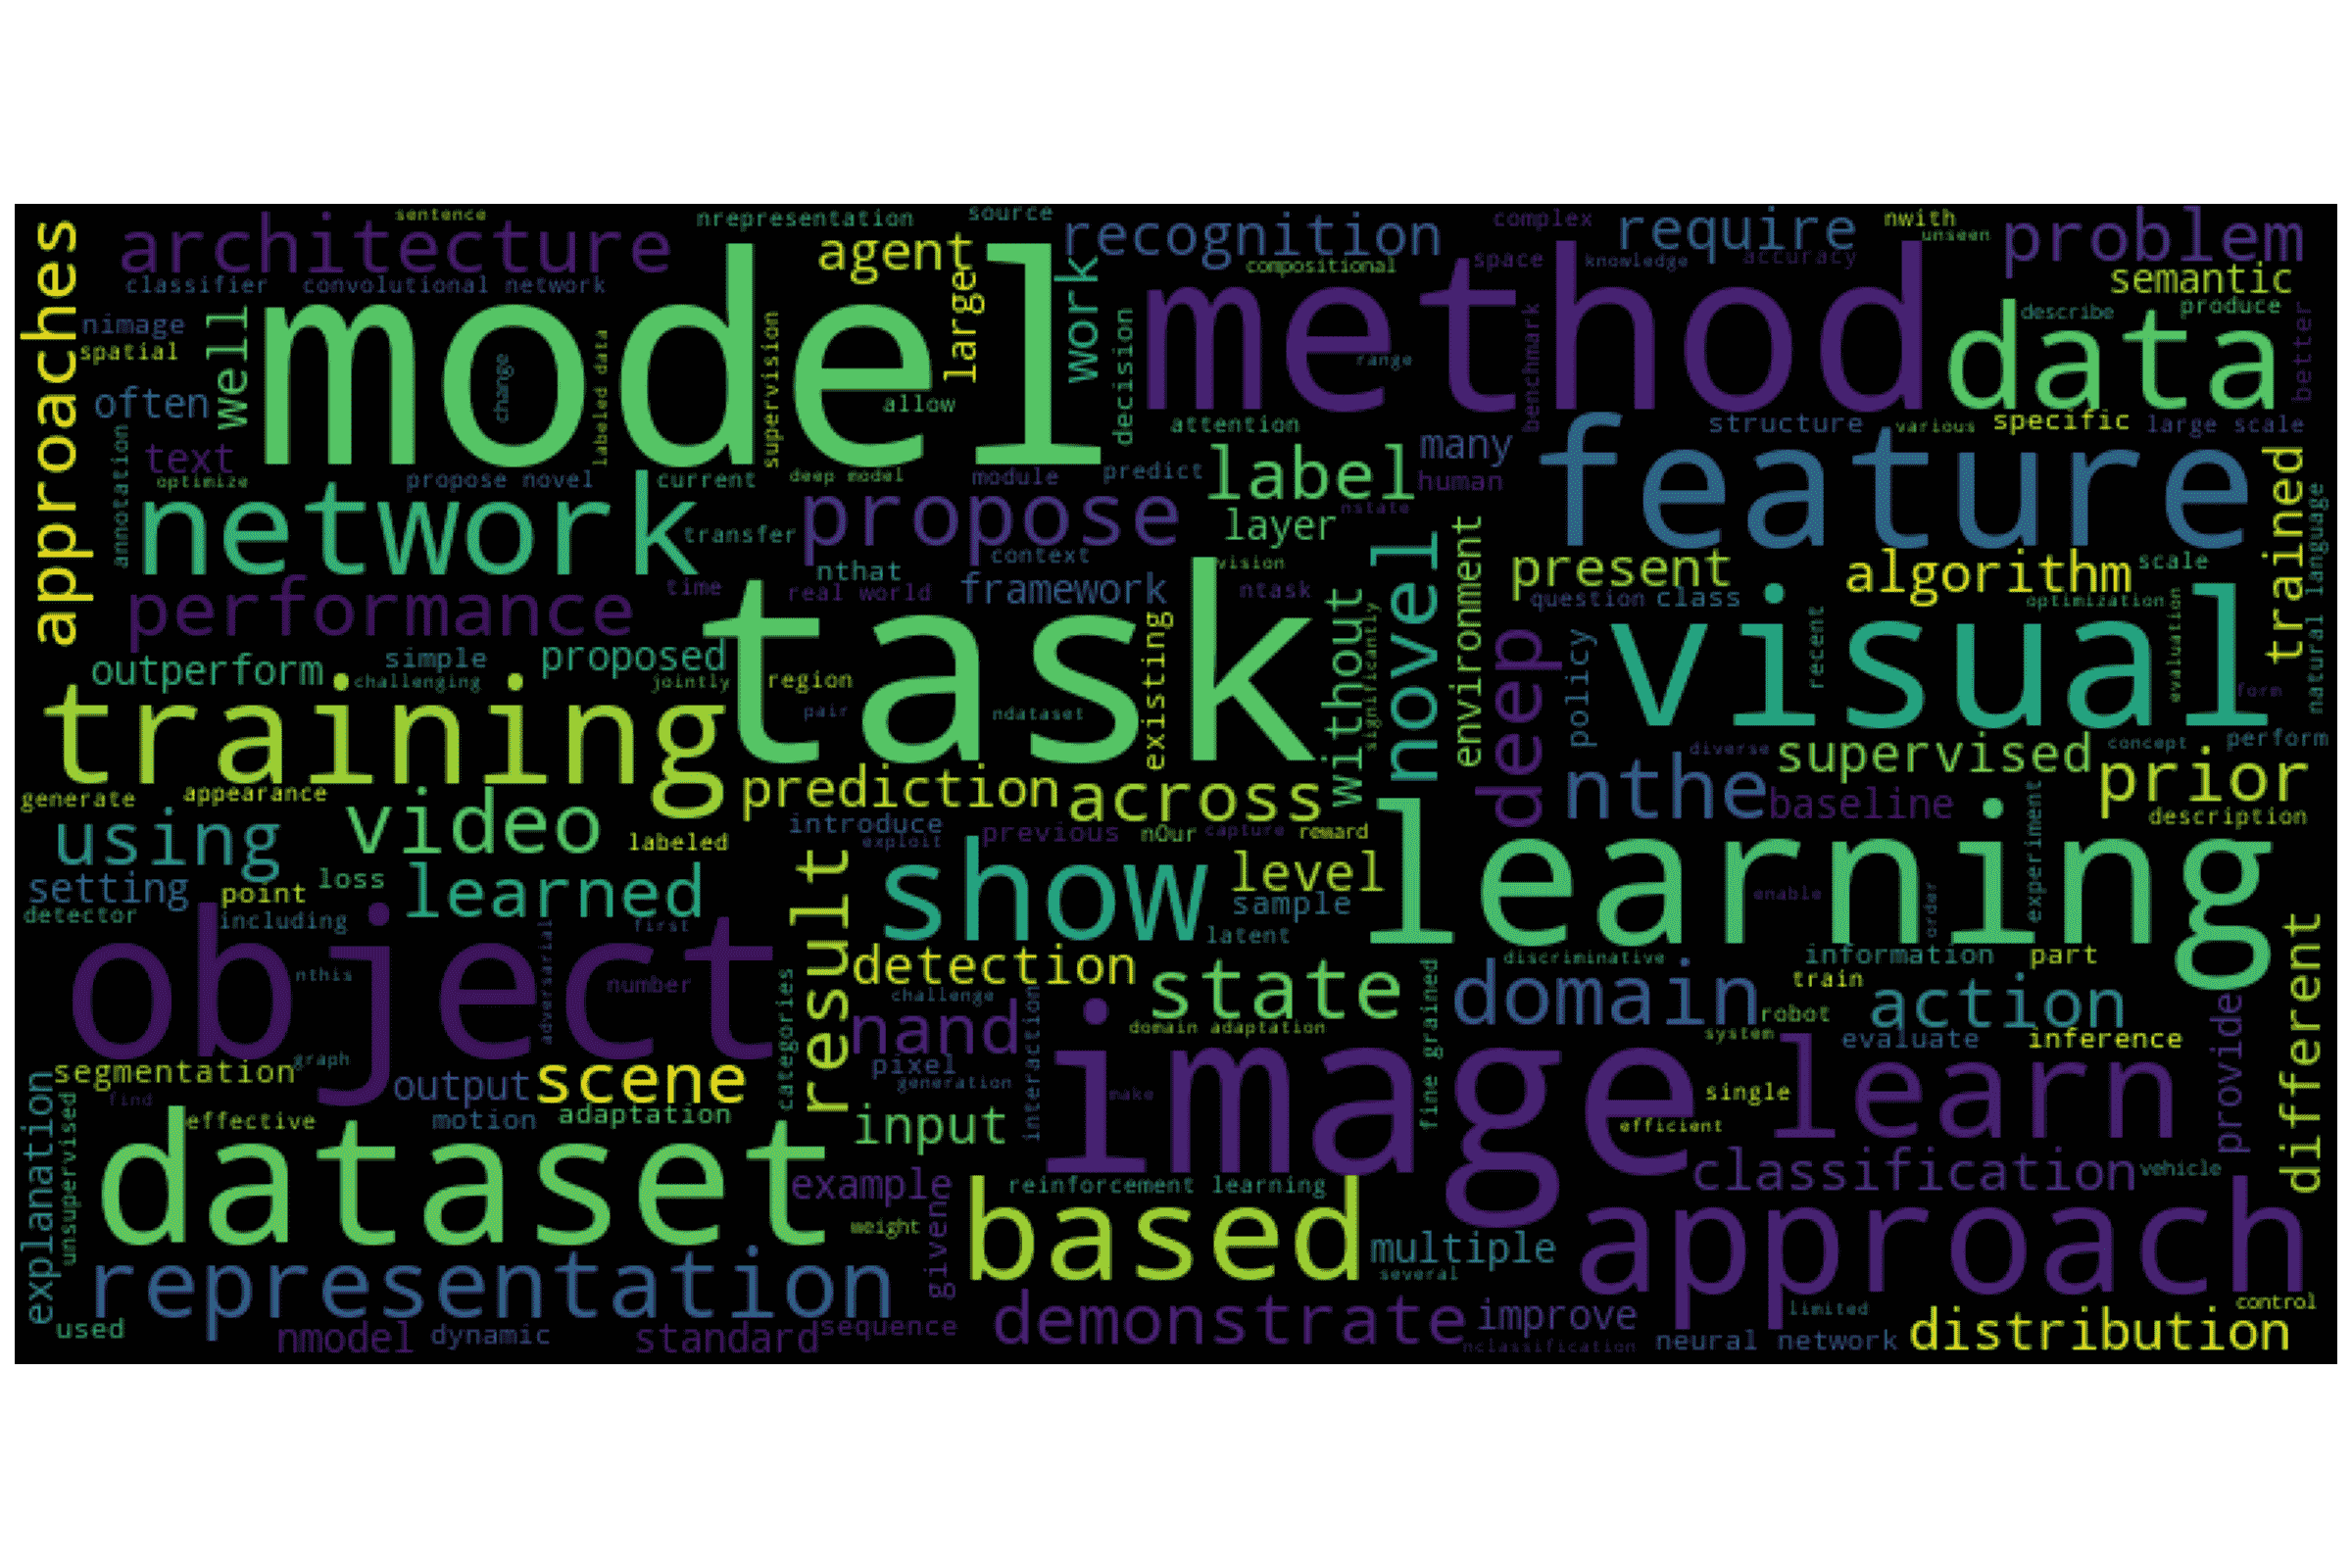 approaches
architecture
sentence
nrepresentation
source
agent
recognition
complex
require
nwith
unseen
problem
classifier
convolutional network
compositional
space
knowledge
accuracy
semantic
nimage
spatial
well
model
change
labeled data
supervision
large
work
decision
method
range
benchmark
data
describe
produce
better
often
allow
text
annotation
optimize
propose novel
current
deep model
module
predict
attention
label
many
human
structure
various
specific
large scale
network
transfer
propose
context
layer
nstate
feature
trained
natural language
performance
time
nthat
real world
framework
vision
ntask
novel
environment
present
algorithm
scale
question
class
optimization
outperform
simple
challenging
proposed
jointly
region
pair
task
ndataset
existing
without
significantly
deep
policy
visual
recent
evaluation
form
training
prediction
across
diverse
supervised
concept
perform
generate
appearance
video
labeled
introduce
exploit
previous
nOur
capture
reward
nthe
baseline
prior
description
using
setting
point
loss
learned
result
show
level
sample
latent
learning
enable
experiment
order
detector
including
first
object
nthis
number
adversarial
categories
detection
challenge
state
discriminative
information
part
train
domain
robot
action
different
nand
domain adaptation
fine grained
system
evaluate
inference
provide
segmentation
graph
find
output
scene
pixel
generation
interaction
make
image
single
efficient
learn
explanation
unsupervised
effective
motion
adaptation
input
classification
vehicle
dataset
example
weight
given
reinforcement learning
based
multiple
several
approach
representation
used
nmodel
dynamic
standard
sequence
demonstrate
improve
nclassification
neural network
limited
control
distribution